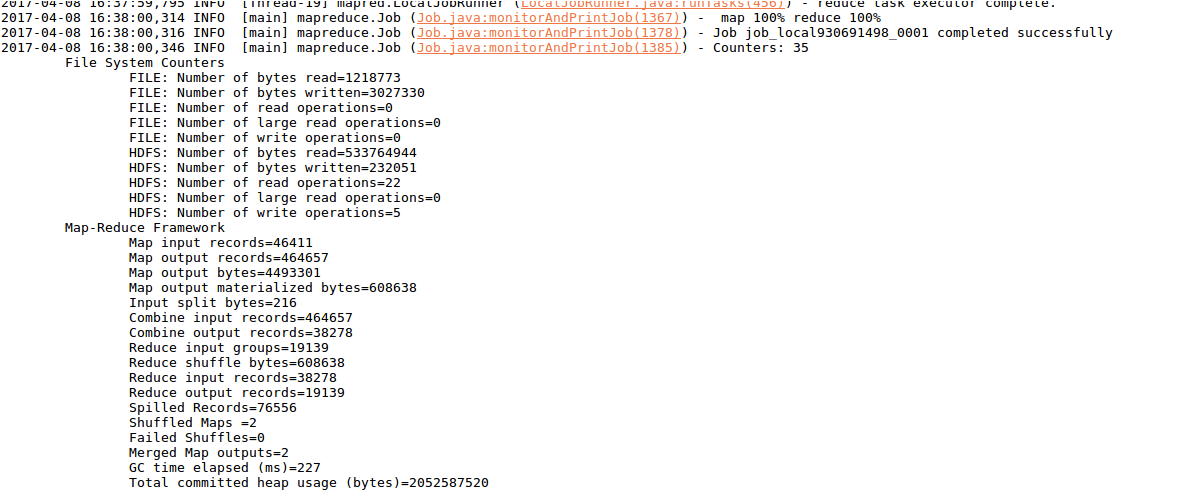 2017-04-08 16:37:59,795 INFO  [Thread-19] mapred.LocalJobRunner (LocalJobRunner.java:runTasks(456)) - reduce task executor complete.
2017-04-08 16:38:00,314 INFO  [main] mapreduce.Job (Job.java:monitorAndPrintJob(1367)) -  map 100% reduce 100%
2017-04-08 16:38:00,316 INFO  [main] mapreduce.Job (Job.java:monitorAndPrintJob(1378)) - Job job_local930691498_0001 completed successfully
2017-04-08 16:38:00,346 INFO  [main] mapreduce.Job (Job.java:monitorAndPrintJob(1385)) - Counters: 35
File System Counters
FILE: Number of bytes read=1218773
FILE: Number of bytes written=3027330
FILE: Number of read operations=0
FILE: Number of large read operations=0
FILE: Number of write operations=0
HDFS: Number of bytes read=533764944
HDFS: Number of bytes written=232051
HDFS: Number of read operations=22
HDFS: Number of large read operations=0
HDFS: Number of write operations=5
Map-Reduce Framework
Map input records=46411
Map output records=464657
Map output bytes=4493301
Map output materialized bytes=608638
Input split bytes=216
Combine input records=464657
Combine output records=38278
Reduce input groups=19139
Reduce shuffle bytes=608638
Reduce input records=38278
Reduce output records=19139
Spilled Records=76556
Shuffled Maps =2
Failed Shuffles=0
Merged Map outputs=2
GC time elapsed (ms)=227
Total committed heap usage (bytes)=2052587520